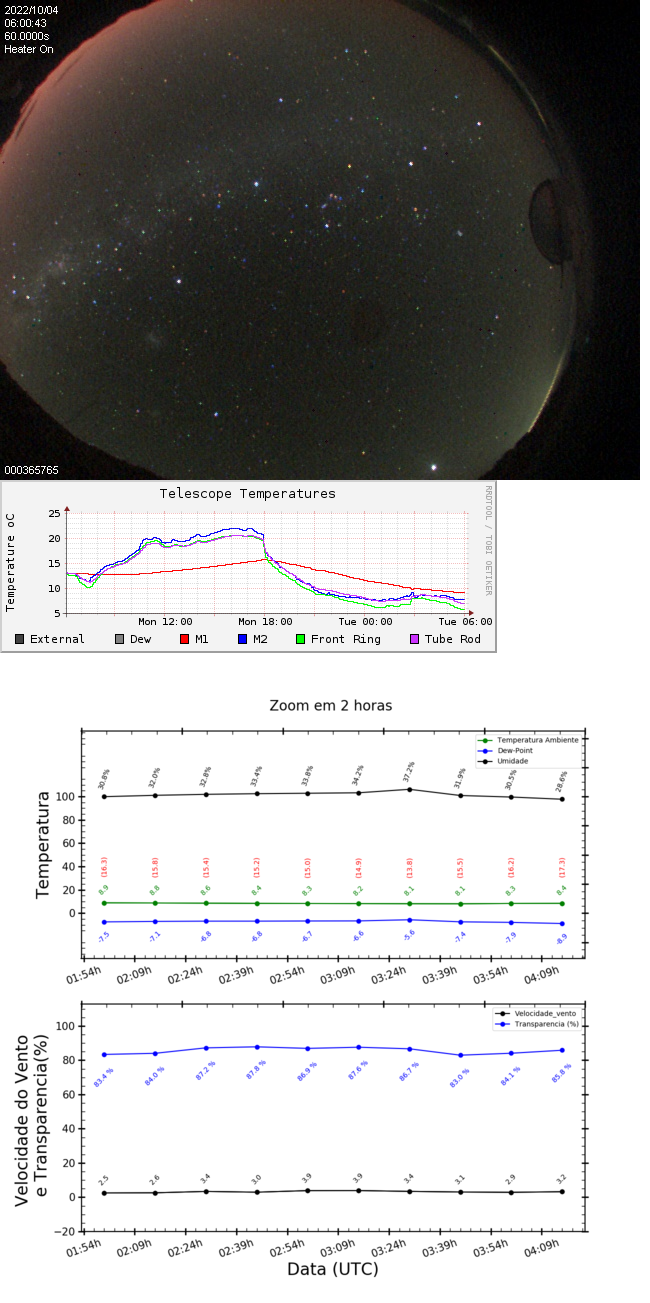 2022/10/04
06:00:43
60.0000s
Heater On
000365765
Telescope Temperatures
RRDTOOL / TOBI OETIKER
Temperature oC
25
20
15
10
5
Mon 12:00 Mon 18:00 Tue 00:00 Tue 06:00
External Dew M1 M2 Front Ring Tube Rod
Zoom em 2 horas
Temperatura Ambiente
Dew-Point
Umidade
Temperatura
100
80
60
40
20
0
30.8% 32.0% 32.8% 33.4% 33.8% 34.2% 37.2% 31.9% 30.5% 28.6%
(16.3) (15.8) (15.4) (15.2) (15.0) (14.9) (13.8) (15.5) (16.2) (17.3)
8.9 8.8 8.6 8.4 8.3 8.2 8.1 8.1 8.3 8.4
-7.5 -7.1 -6.8 -6.8 -6.7 -6.6 -5.6 -7.4 -7.9 -8.9
01:54h 02:09h 02:24h 02:39h 02:54h 03:09h 03:24h 03:39h 03:54h 04:09h
Velocidade_vento
Transparencia (%)
Velocidade do Vento
e Transparencia(%)
100
80
60
40
20
0
−20
83.4 % 84.0 % 87.2 % 87.8 % 86.9 % 87.6 % 86.7 % 83.0 % 84.1 % 85.8 %
2.5 2.6 3.4 3.0 3.9 3.9 3.4 3.1 2.9 3.2
01:54h 02:09h 02:24h 02:39h 02:54h 03:09h 03:24h 03:39h 03:54h 04:09h
Data (UTC)